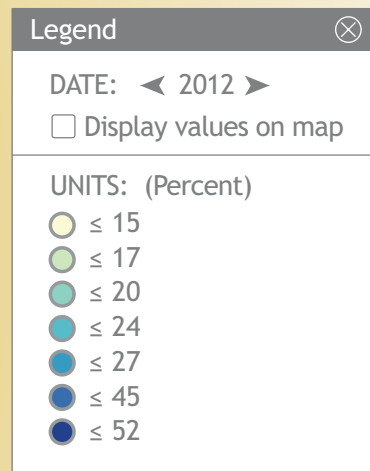 Legend
DATE: 2012
Display values on map
UNITS: (Percent)
≤ 15
≤ 17
≤ 20
≤ 24
≤ 27
≤ 45
≤ 52